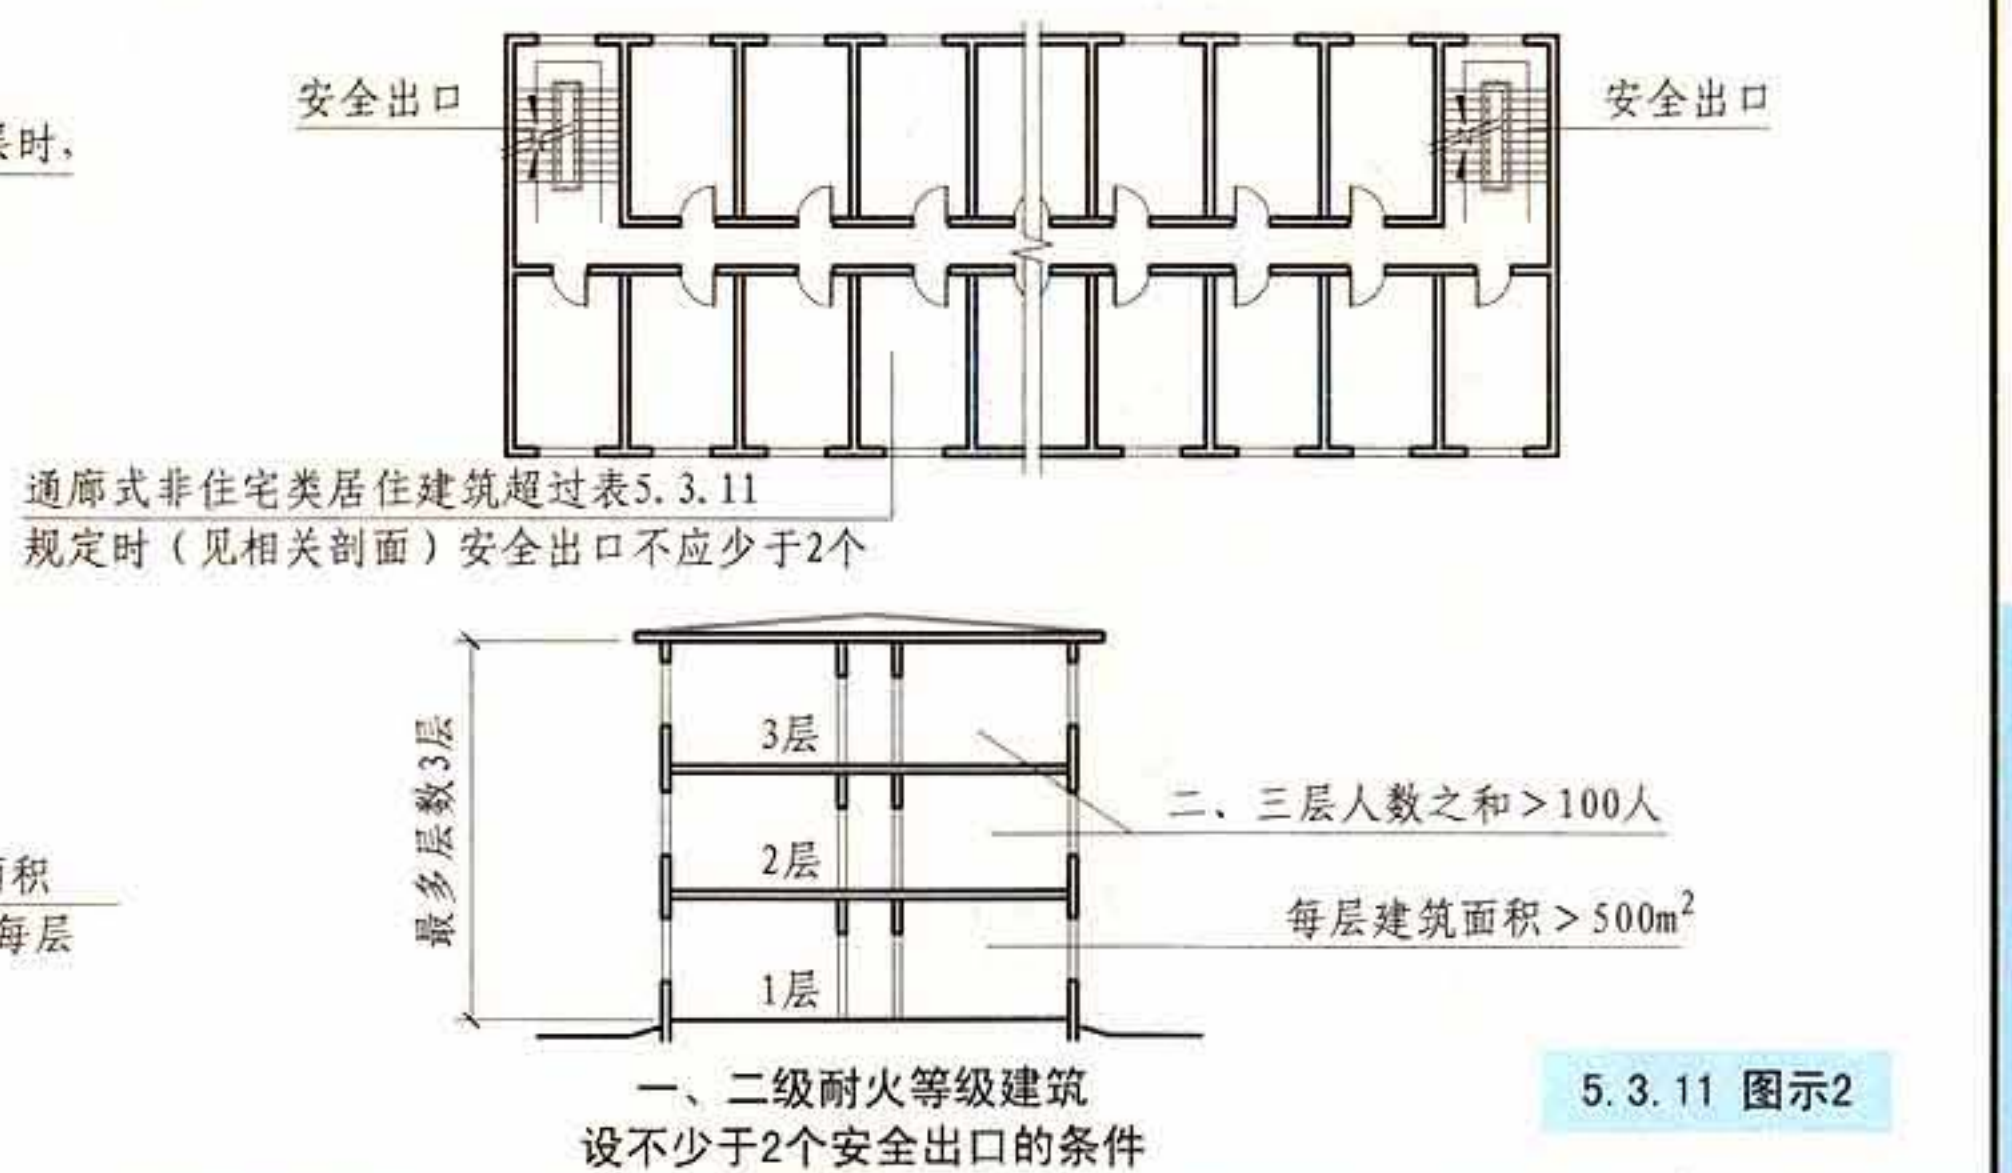 安全出口
安全出口
层时,
通廊式非住宅类居住建筑超过表5.3.11
规定时（见相关剖面）安全出口不应少于2个
最多层数3层
3层
2层
1层
二、三层人数之和>100人
每层建筑面积>500m²
面积
每层
一、二级耐火等级建筑
设不少于2个安全出口的条件
5.3.11 图示2